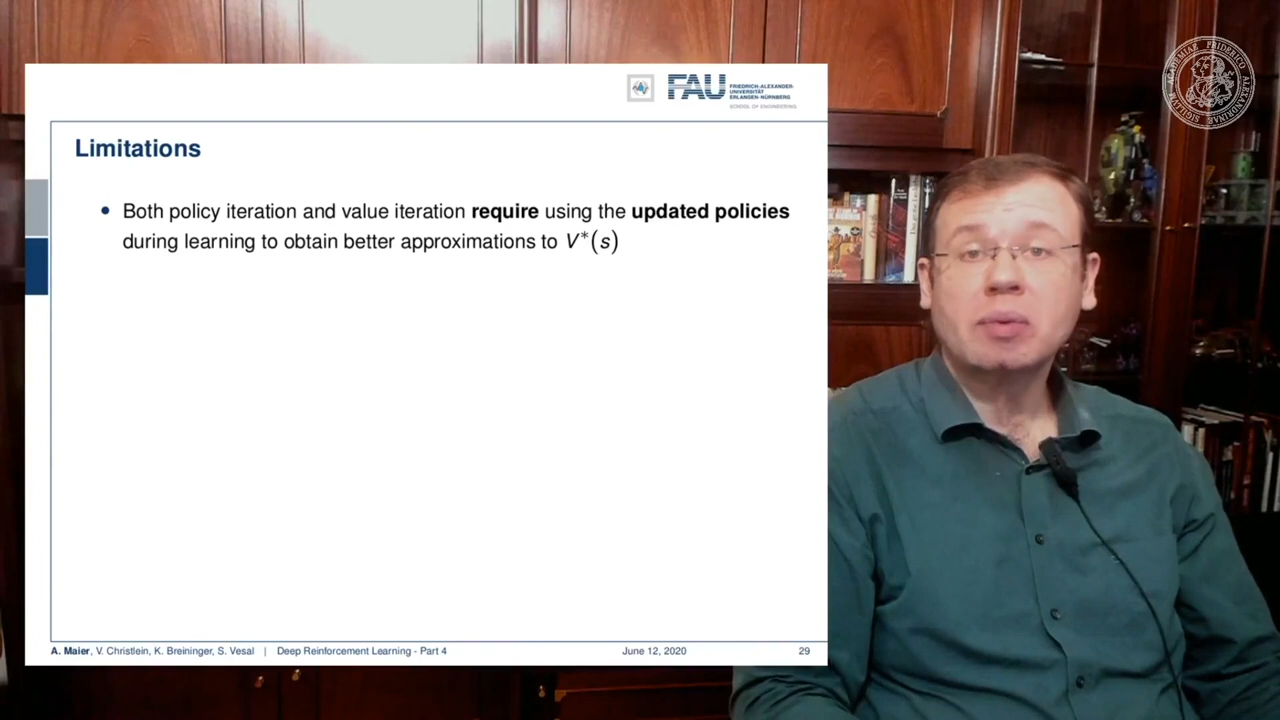 FAU
FRIEDRICH-ALEXANDER-
UNIVERSITÄT
ERLANGEN-NÜRNBERG
SCHOOL OF ENGINEERING
Limitations
• Both policy iteration and value iteration require using the updated policies
during learning to obtain better approximations to V*(s)
A. Maier, V. Christlein, K. Breininger, S. Vesal | Deep Reinforcement Learning - Part 4
June 12, 2020
29